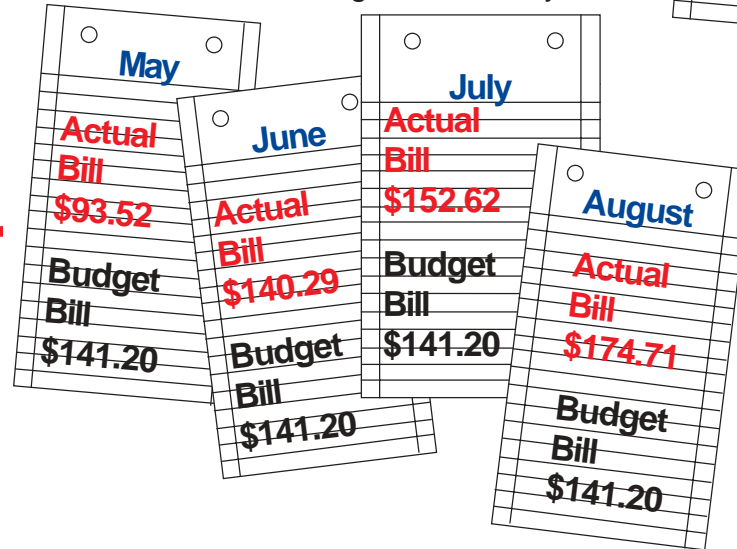 May
Actual
Bill
$93.52
Budget
Bill
$141.20
June
Actual
Bill
$140.29
Budget
Bill
$141.20
July
Actual
Bill
$152.62
Budget
Bill
$141.20
August
Actual
Bill
$174.71
Budget
Bill
$141.20